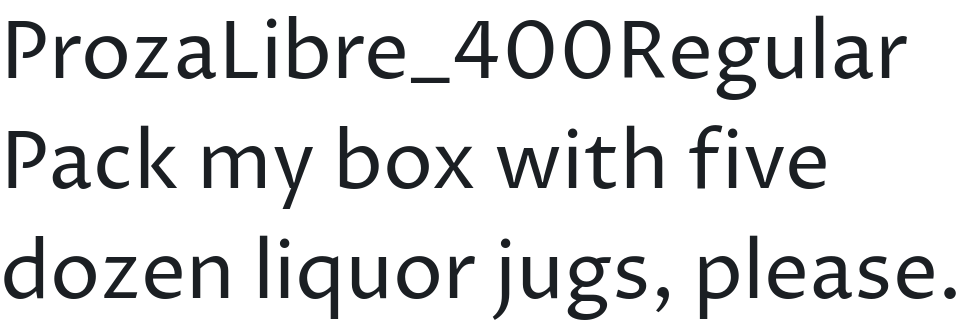 ProzaLibre_400Regular
Pack my box with five
dozen liquor jugs, please.